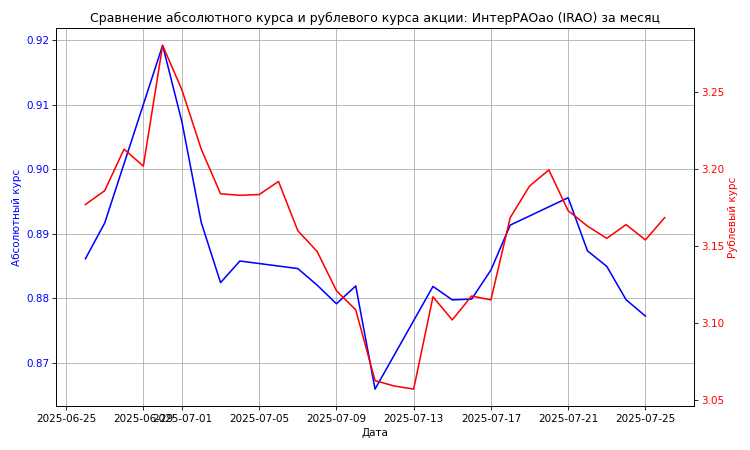 Сравнение абсолютного курса и рублевого курса акции: ИнтерРАОао (IRAO) за месяц
0.92
0.91
0.90
0.89
0.88
0.87
Абсолютный курс
3.25
3.20
3.15
3.10
3.05
Рублевый курс
2025-06-25 2025-06-29 2025-07-01 2025-07-05 2025-07-09 2025-07-13 2025-07-17 2025-07-21 2025-07-25
Дата